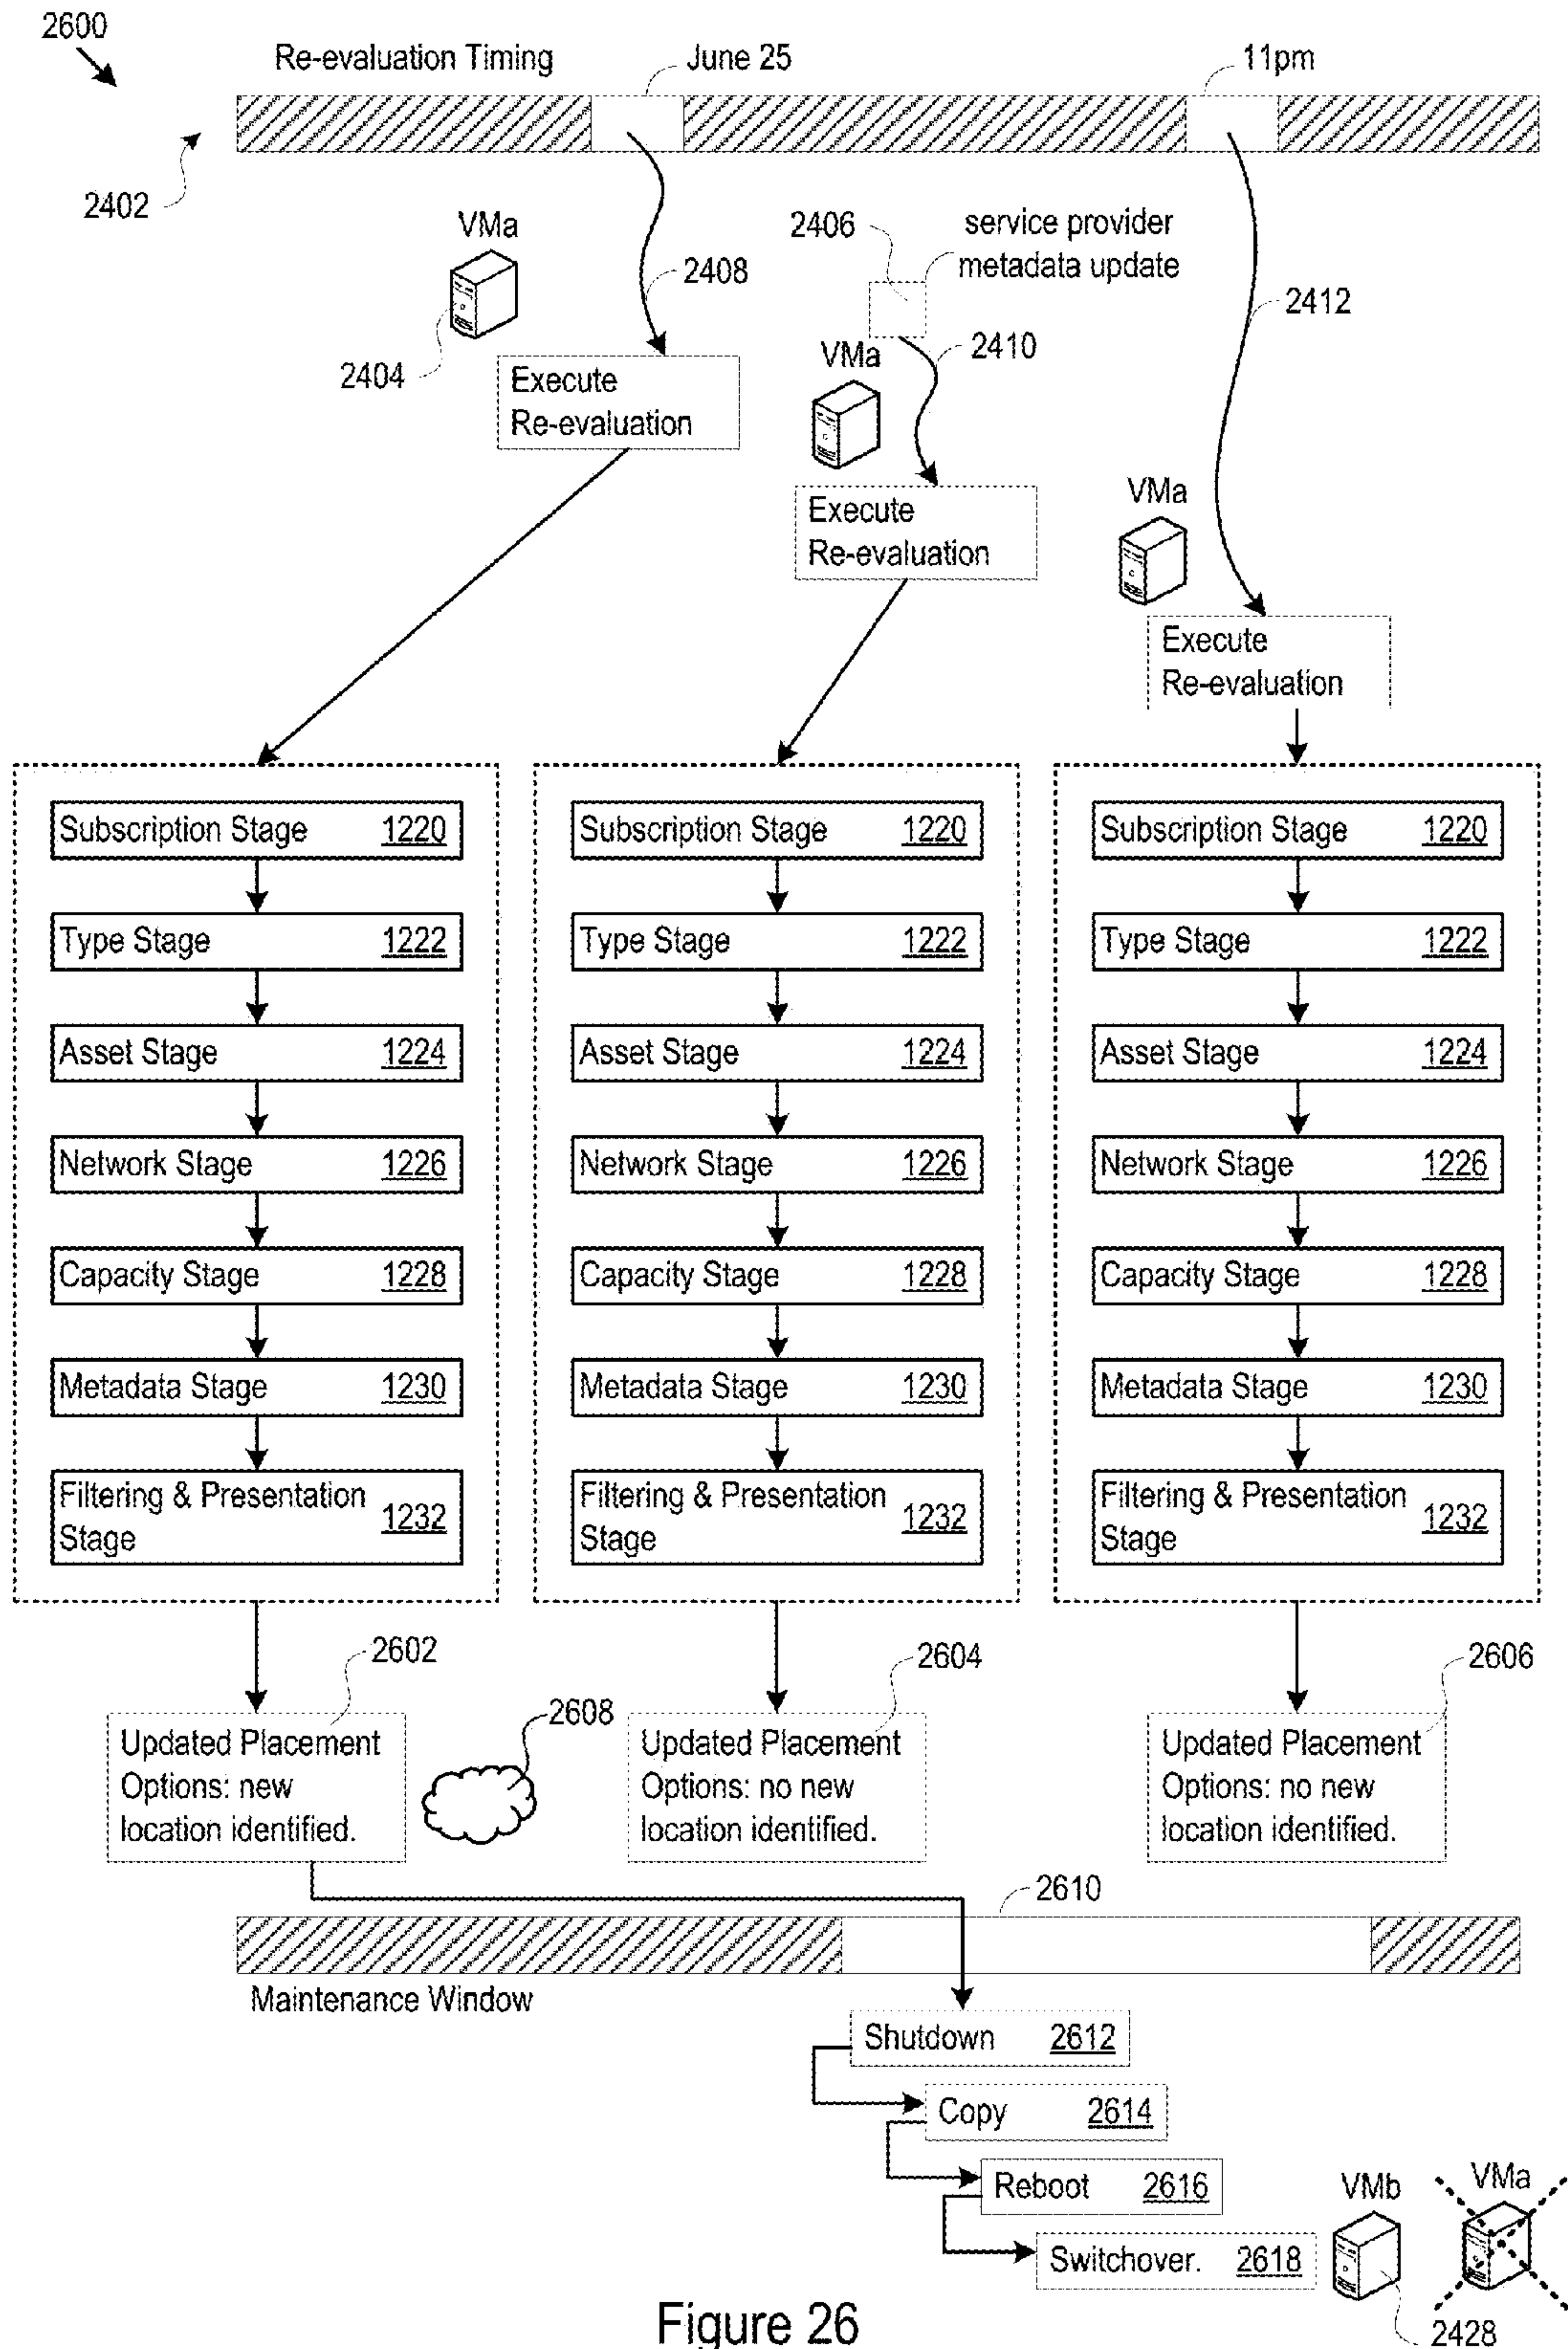 2600
Re-evaluation Timing
June 25
11pm
2402
VMa
2404
2408
Execute
Re-evaluation
2406
service provider
metadata update
VMa
2410
Execute
Re-evaluation
2412
VMa
Execute
Re-evaluation
Subscription Stage 1220
Type Stage 1222
Asset Stage 1224
Network Stage 1226
Capacity Stage 1228
Metadata Stage 1230
Filtering & Presentation
Stage 1232
Subscription Stage 1220
Type Stage 1222
Asset Stage 1224
Network Stage 1226
Capacity Stage 1228
Metadata Stage 1230
Filtering & Presentation
Stage 1232
Subscription Stage 1220
Type Stage 1222
Asset Stage 1224
Network Stage 1226
Capacity Stage 1228
Metadata Stage 1230
Filtering & Presentation
Stage 1232
2602
Updated Placement
Options: new
location identified.
2608
2604
Updated Placement
Options: no new
location identified.
2606
Updated Placement
Options: no new
location identified.
2610
Maintenance Window
Shutdown 2612
Copy 2614
Reboot 2616
Switchover. 2618
VMb
VMa
2428
Figure 26